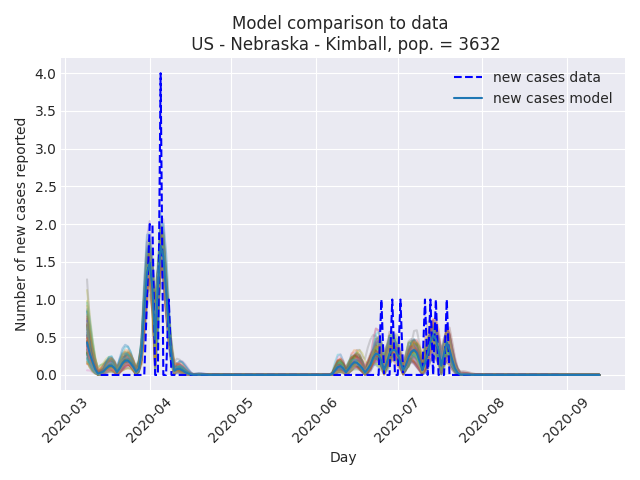 Model comparison to data
US - Nebraska - Kimball, pop. = 3632
new cases data
new cases model
Number of new cases reported
4.0
3.5
3.0
2.5
2.0
1.5
1.0
0.5
0.0
2020-03
2020-04
2020-05
2020-06
2020-07
2020-08
2020-09
Day